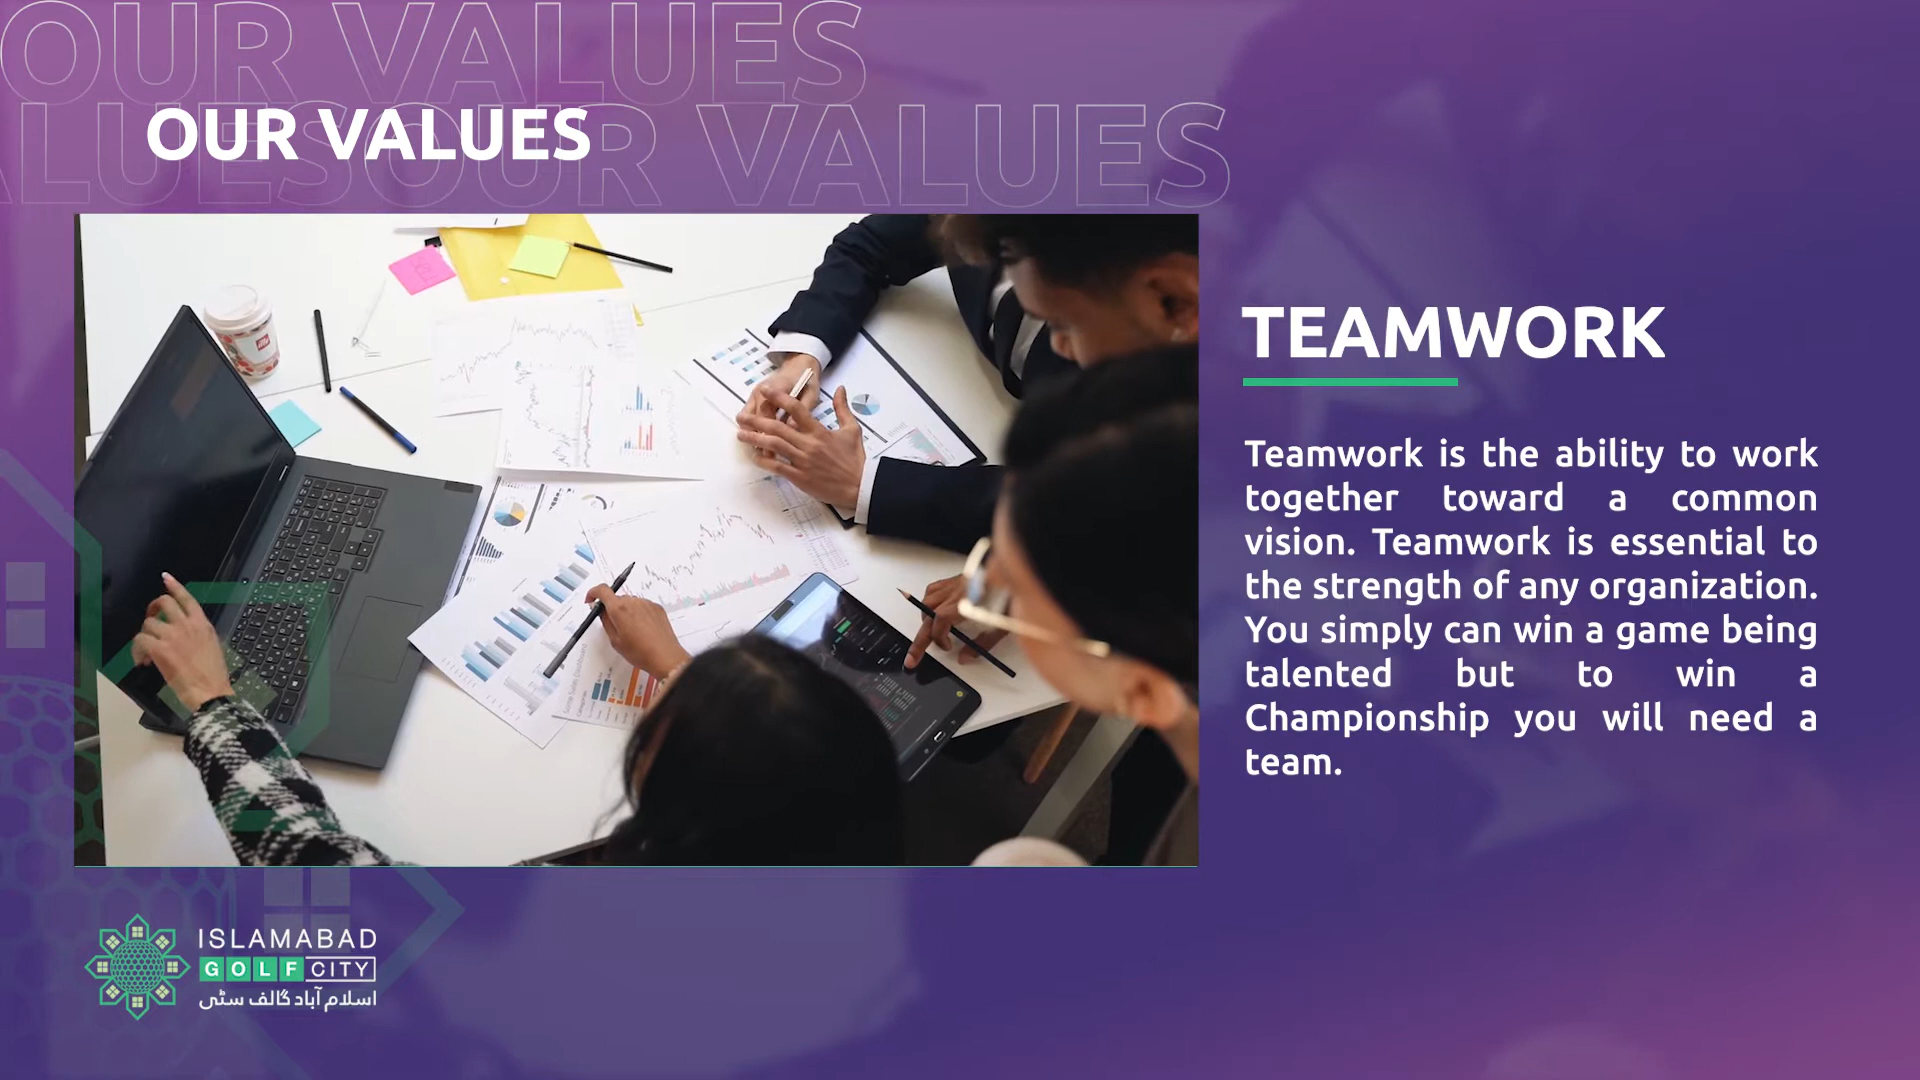 OUR VALUES
ALUESOUR VALUES
OUR VALUES
TEAMWORK
Teamwork is the ability to work
together toward a common
vision. Teamwork is essential to
the strength of any organization.
You simply can win a game being
talented but to win a
Championship you will need a
team.
ISLAMABAD
GOLF CITY
اسلام آباد گالف سٹی